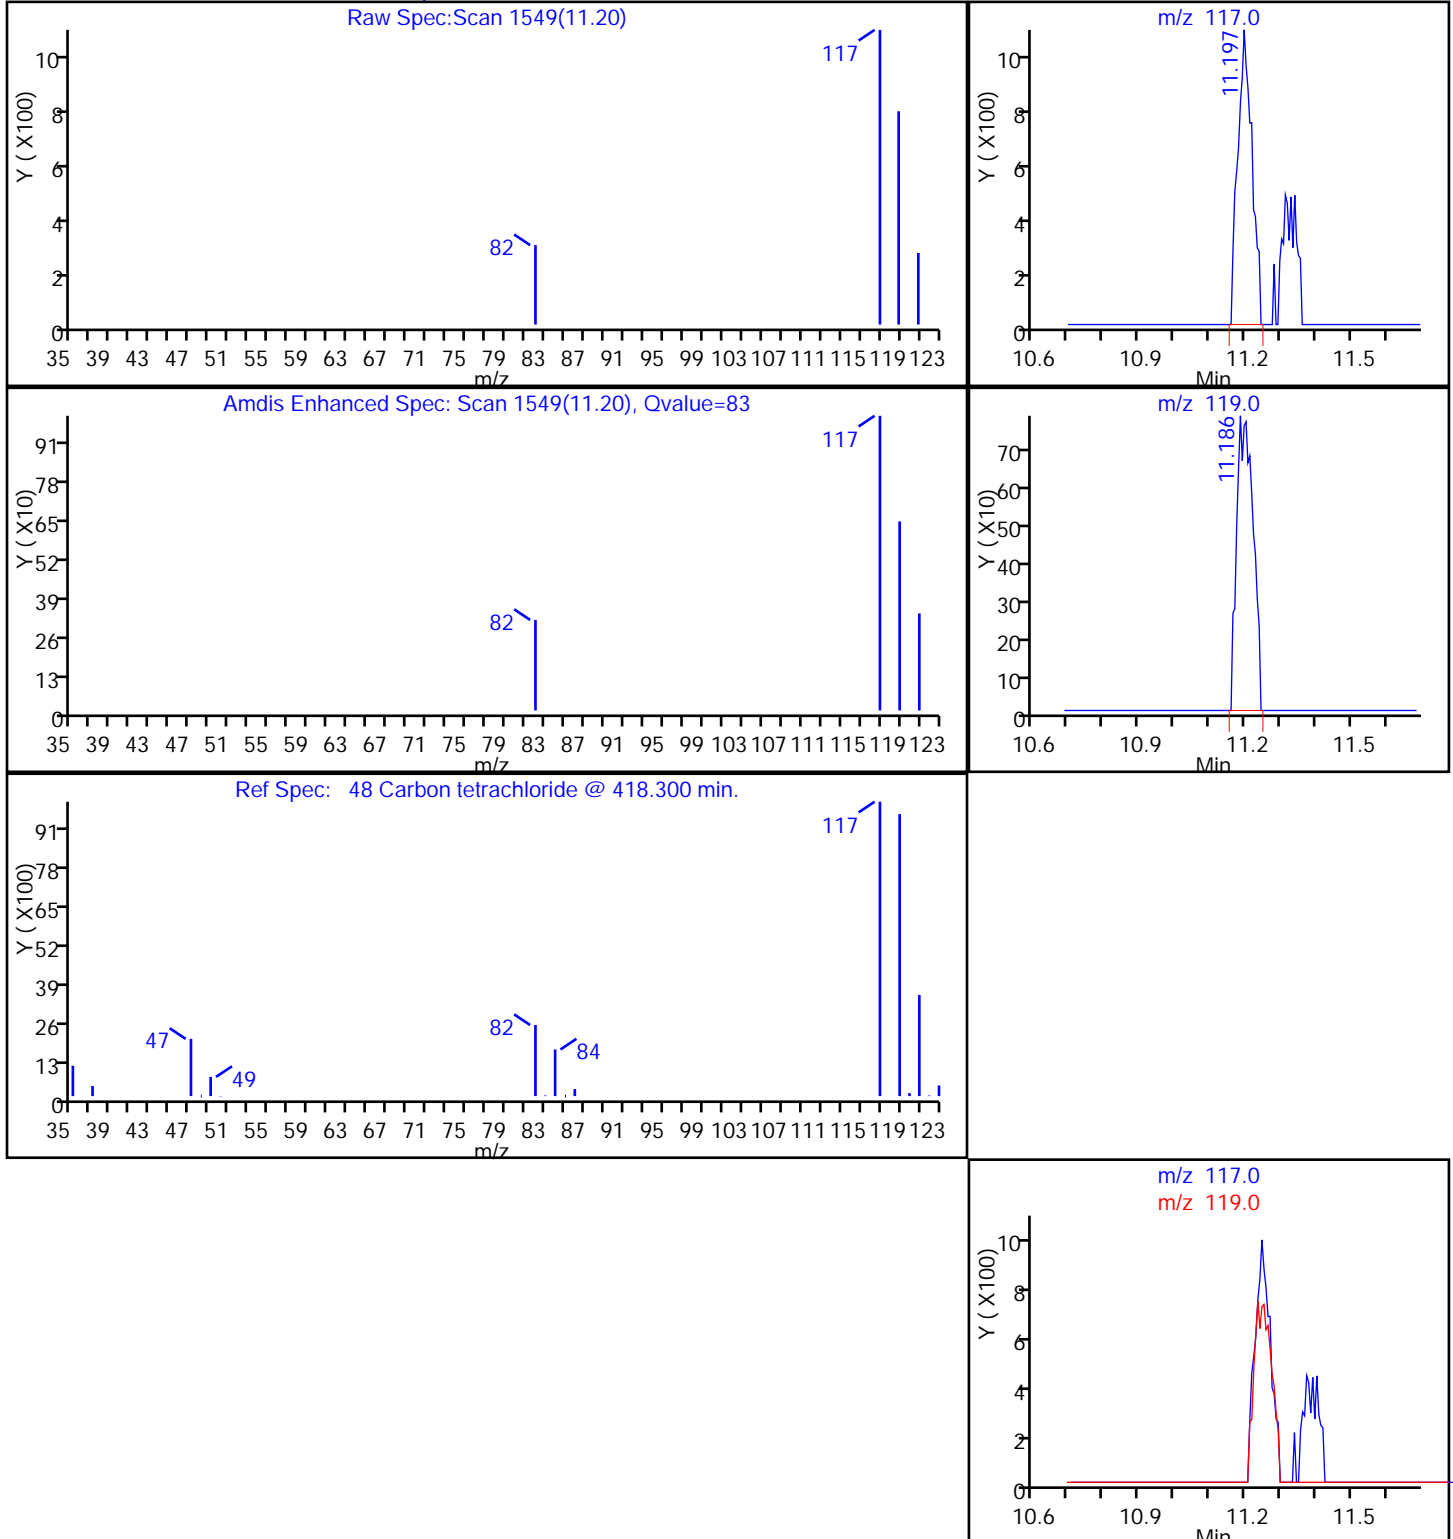 Raw Spec:Scan 1549(11.20)
Y ( X100)
10
8
6
4
2
0
117
82
35 39 43 47 51 55 59 63 67 71 75 79 83 87 91 95 99 103 107 111 115 119 123
m/z
m/z 117.0
Y ( X100)
10
8
6
4
2
0
11.197
10.6 10.9 11.2 11.5
Min
Amdis Enhanced Spec: Scan 1549(11.20), Qvalue=83
Y ( X10)
91
78
65
52
39
26
13
0
117
82
35 39 43 47 51 55 59 63 67 71 75 79 83 87 91 95 99 103 107 111 115 119 123
m/z
m/z 119.0
Y ( X10)
70
60
50
40
30
20
10
0
11.186
10.6 10.9 11.2 11.5
Min
Ref Spec: 48 Carbon tetrachloride @ 418.300 min.
Y ( X100)
91
78
65
52
39
26
13
0
117
47
49
82
84
35 39 43 47 51 55 59 63 67 71 75 79 83 87 91 95 99 103 107 111 115 119 123
m/z
m/z 117.0
m/z 119.0
Y ( X100)
10
8
6
4
2
0
10.6 10.9 11.2 11.5
Min